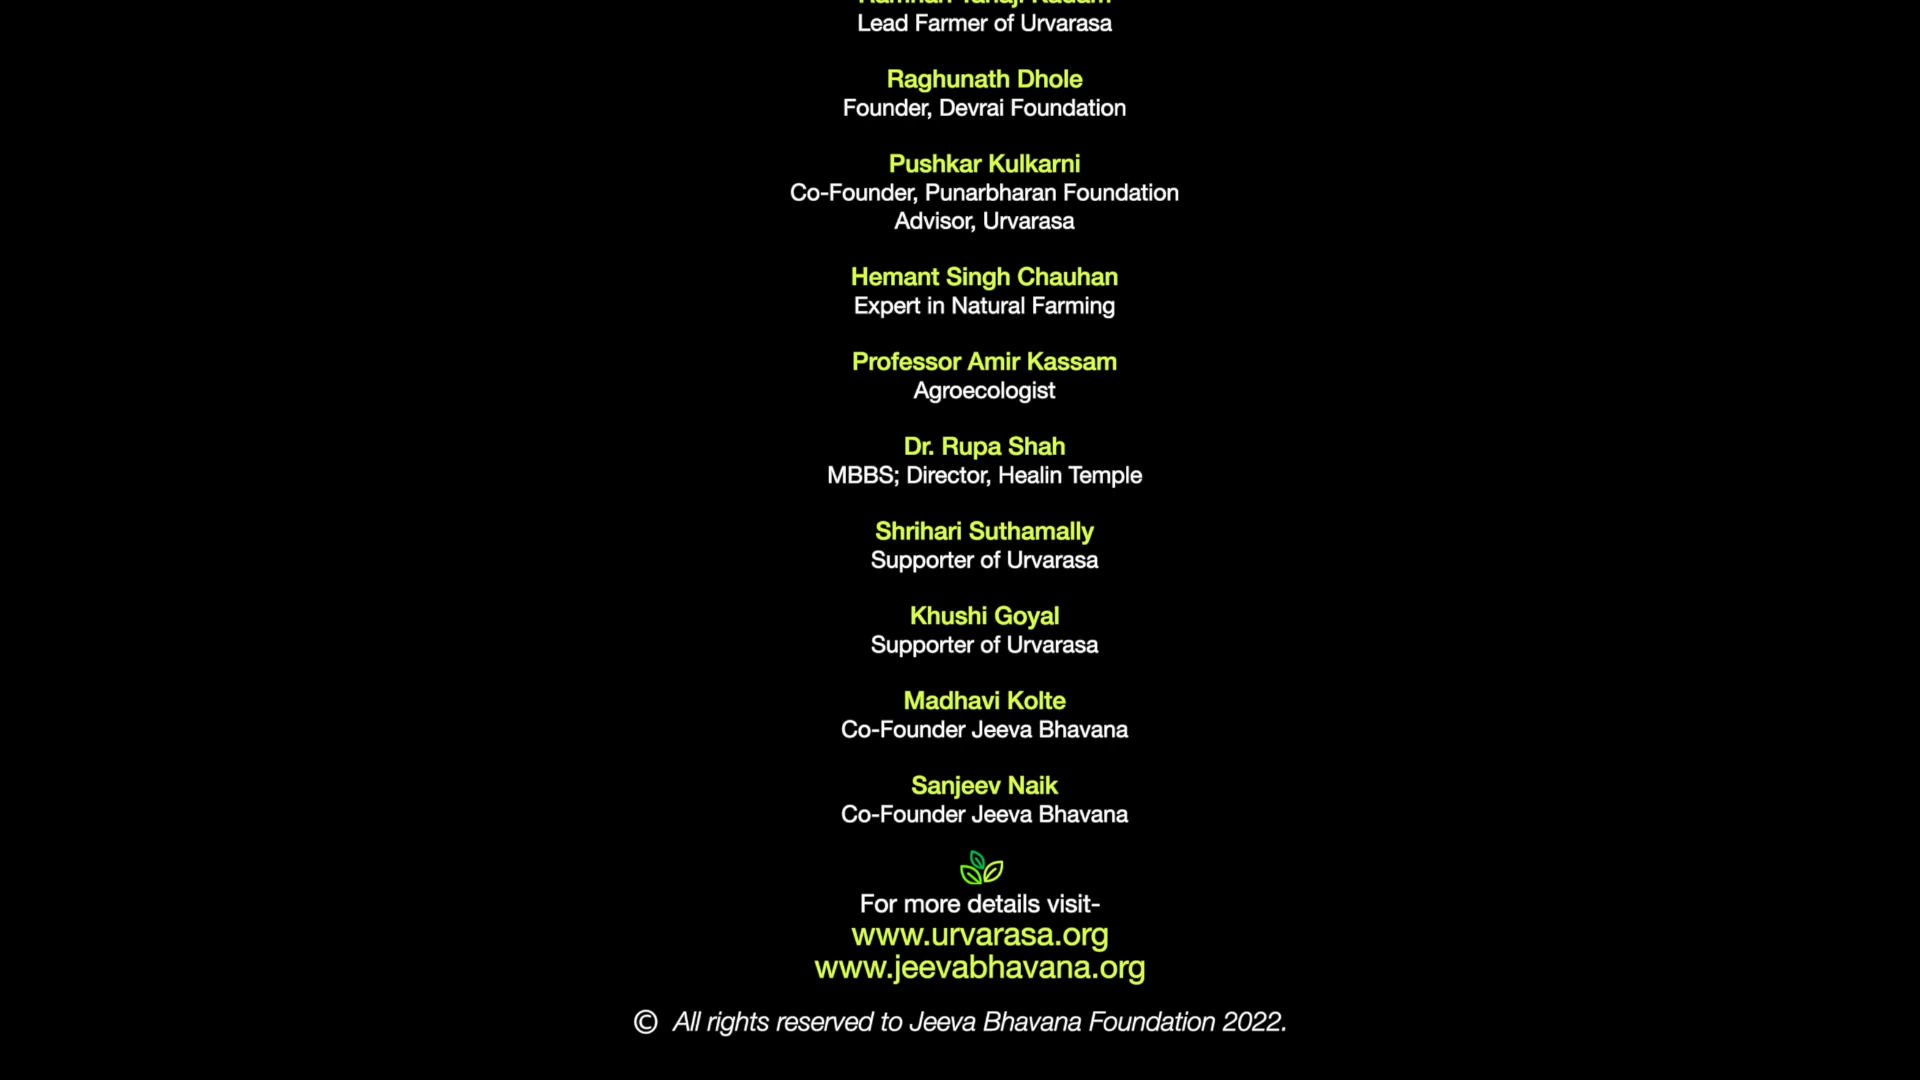 Lead Farmer of Urvarasa
Raghunath Dhole
Founder, Devrai Foundation
Pushkar Kulkarni
Co-Founder, Punarbharan Foundation
Advisor, Urvarasa
Hemant Singh Chauhan
Expert in Natural Farming
Professor Amir Kassam
Agroecologist
Dr. Rupa Shah
MBBS; Director, Healin Temple
Shrihari Suthamally
Supporter of Urvarasa
Khushi Goyal
Supporter of Urvarasa
Madhavi Kolte
Co-Founder Jeeva Bhavana
Sanjeev Naik
Co-Founder Jeeva Bhavana
For more details visit-
www.urvarasa.org
www.jeevabhavana.org
© All rights reserved to Jeeva Bhavana Foundation 2022.